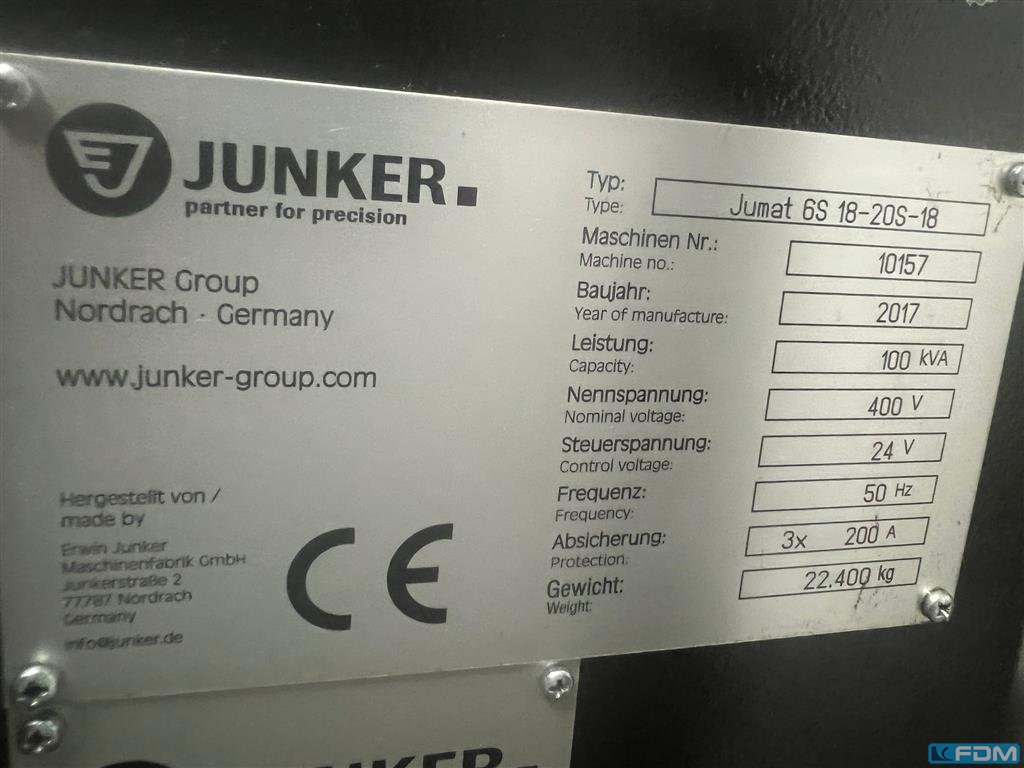 JUNKER.
partner for precision
JUNKER Group
Nordrach · Germany
www.junker-group.com
Hergestellt von /
made by
Erwin Junker
Maschinenfabrik GmbH
Junkerstraße 2
77787 Nordrach
Germany
info@junker.de
CE
Typ:
Type:
Jumat 6S 18-20S-18
Maschinen Nr.:
Machine no.:
10157
Baujahr:
Year of manufacture:
2017
Leistung:
Capacity:
100 kVA
Nennspannung:
Nominal voltage:
400 V
Steuerspannung:
Control voltage:
24 V
Frequenz:
Frequency:
50 Hz
Absicherung:
Protection:
3x 200 A
Gewicht:
Weight:
22.400 kg
JUNKER.
FDM